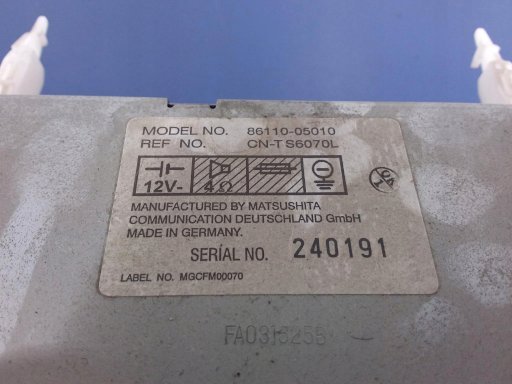 MODEL NO. 86110-05010
REF NO. CN-TS6070L
12V- 4Ω
MANUFACTURED BY MATSUSHITA
COMMUNICATION DEUTSCHLAND GmbH
MADE IN GERMANY.
SERÍAL NO. 240191
LABEL NO. MGCFM00070